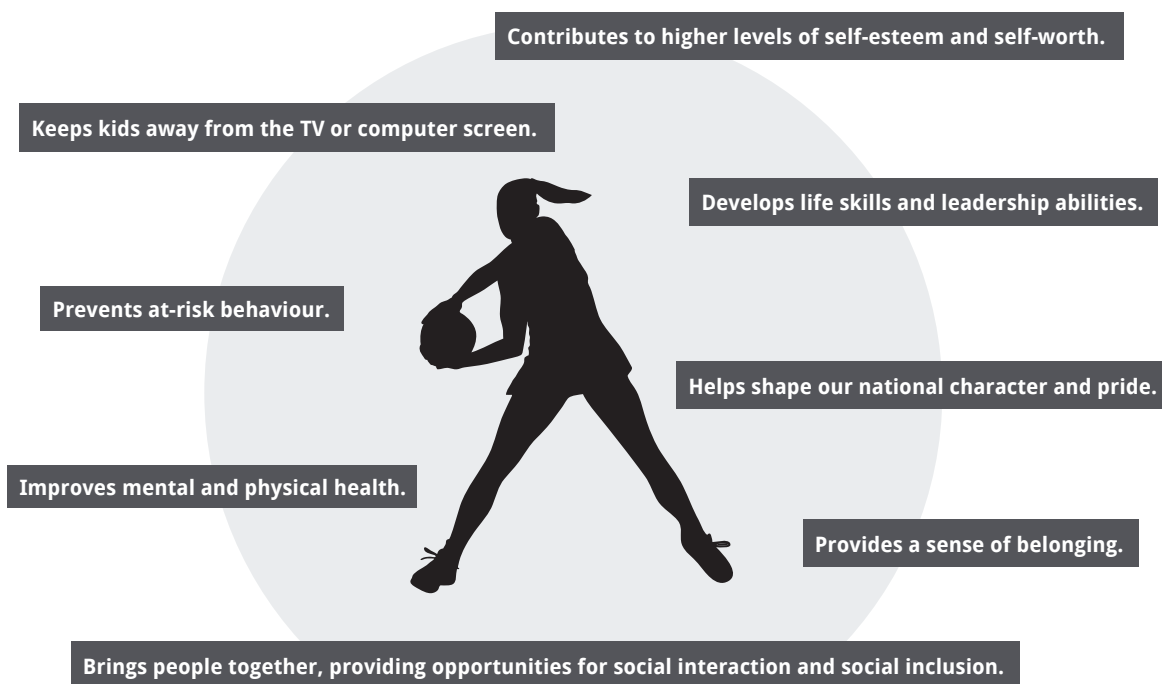 Contributes to higher levels of self-esteem and self-worth.
Keeps kids away from the TV or computer screen.
Develops life skills and leadership abilities.
Prevents at-risk behaviour.
Helps shape our national character and pride.
Improves mental and physical health.
Provides a sense of belonging.
Brings people together, providing opportunities for social interaction and social inclusion.